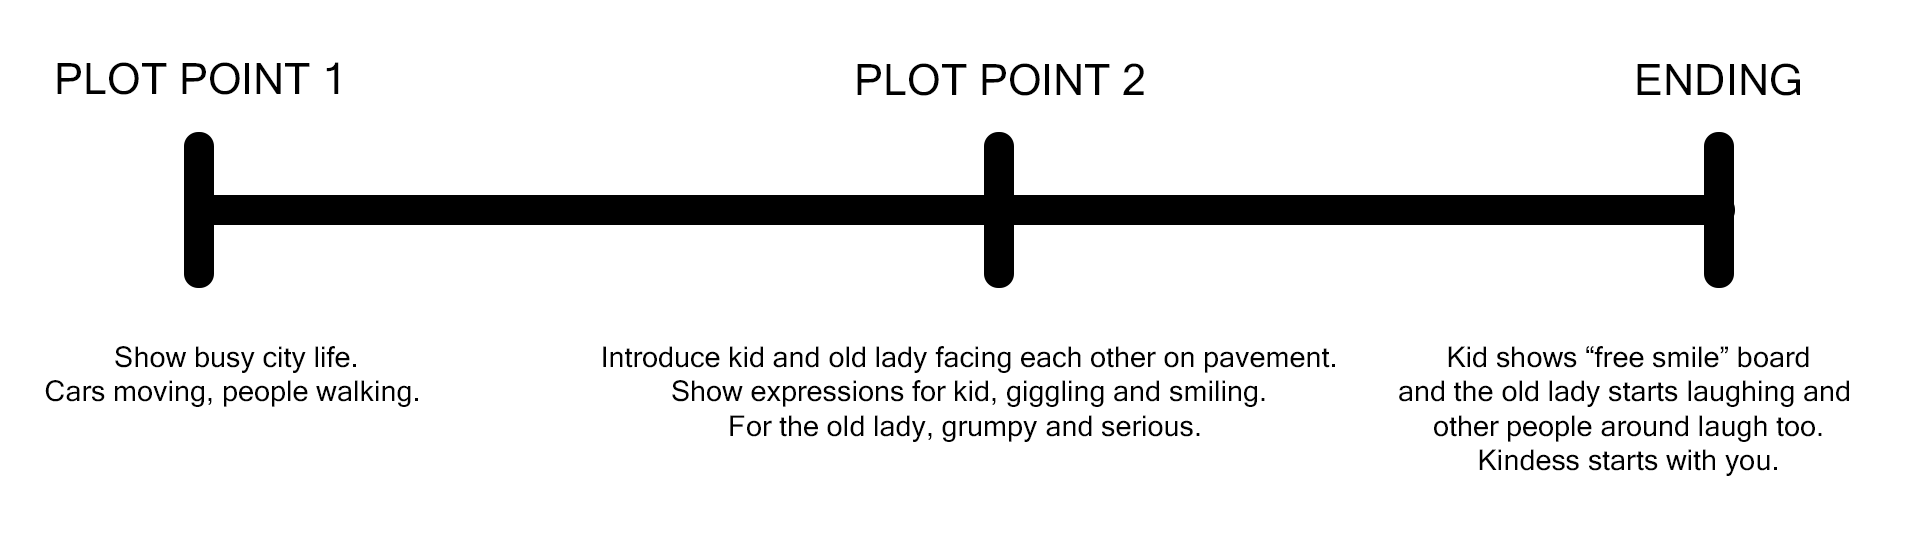 PLOT POINT 1
Show busy city life.
Cars moving, people walking.
PLOT POINT 2
Introduce kid and old lady facing each other on pavement.
Show expressions for kid, giggling and smiling.
For the old lady, grumpy and serious.
ENDING
Kid shows “free smile” board
and the old lady starts laughing and
other people around laugh too.
Kindess starts with you.